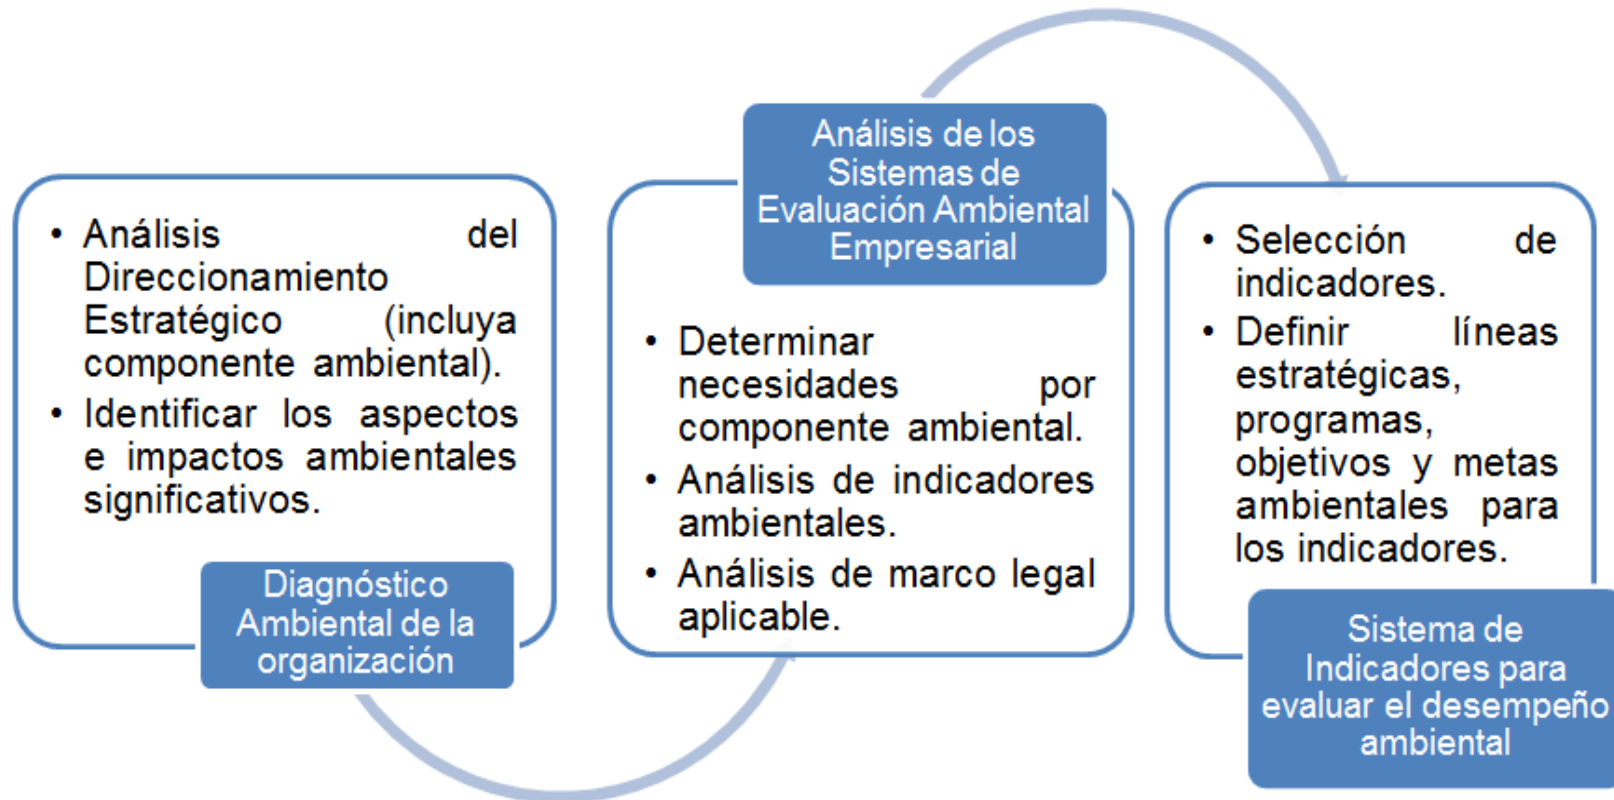 • Análisis del
Direccionamiento
Estratégico (incluya
componente ambiental).
• Identificar los aspectos
e impactos ambientales
significativos.
Diagnóstico
Ambiental de la
organización
Análisis de los
Sistemas de
Evaluación Ambiental
Empresarial
• Determinar
necesidades por
componente ambiental.
• Análisis de indicadores
ambientales.
• Análisis de marco legal
aplicable.
• Selección de
indicadores.
• Definir líneas
estratégicas,
programas,
objetivos y metas
ambientales para
los indicadores.
Sistema de
Indicadores para
evaluar el desempeño
ambiental